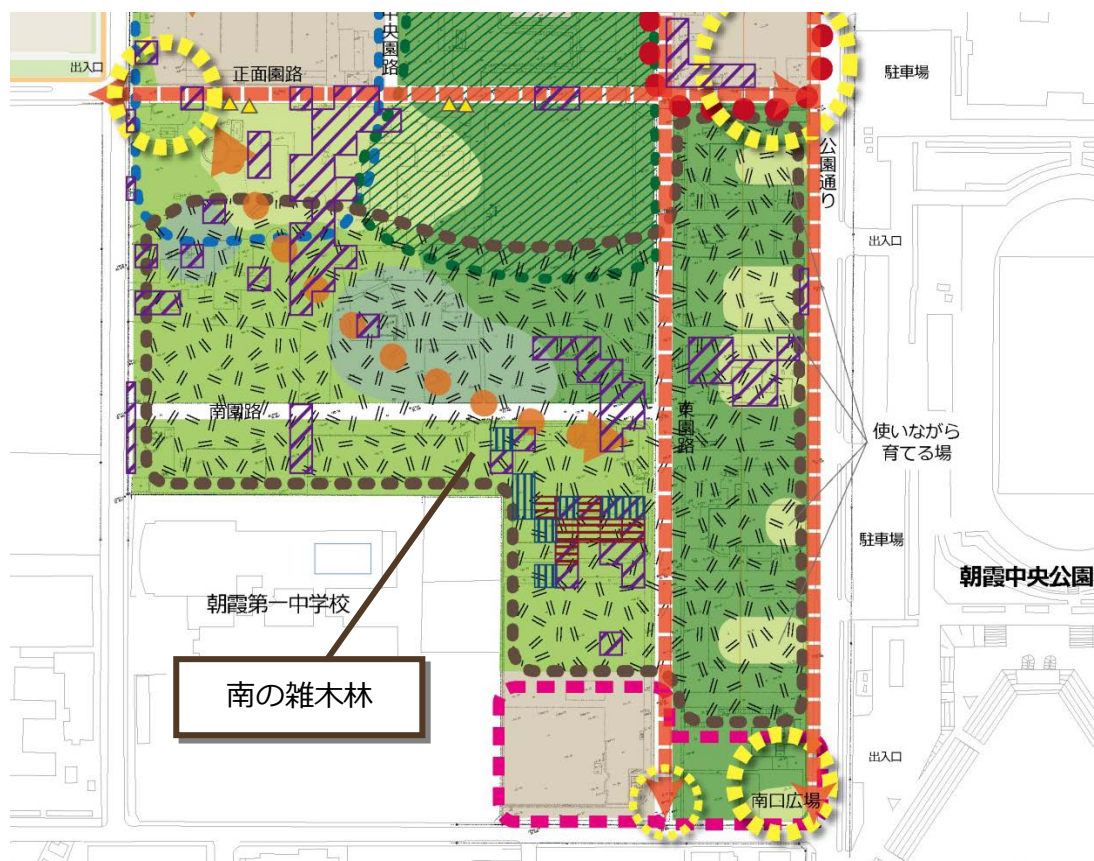 中央園路
出入口
正面園路
駐車場
公園通り
出入口
南園路
東園路
使いながら
育てる場
駐車場
朝霞中央公園
朝霞第一中学校
南の雑木林
出入口
南口広場